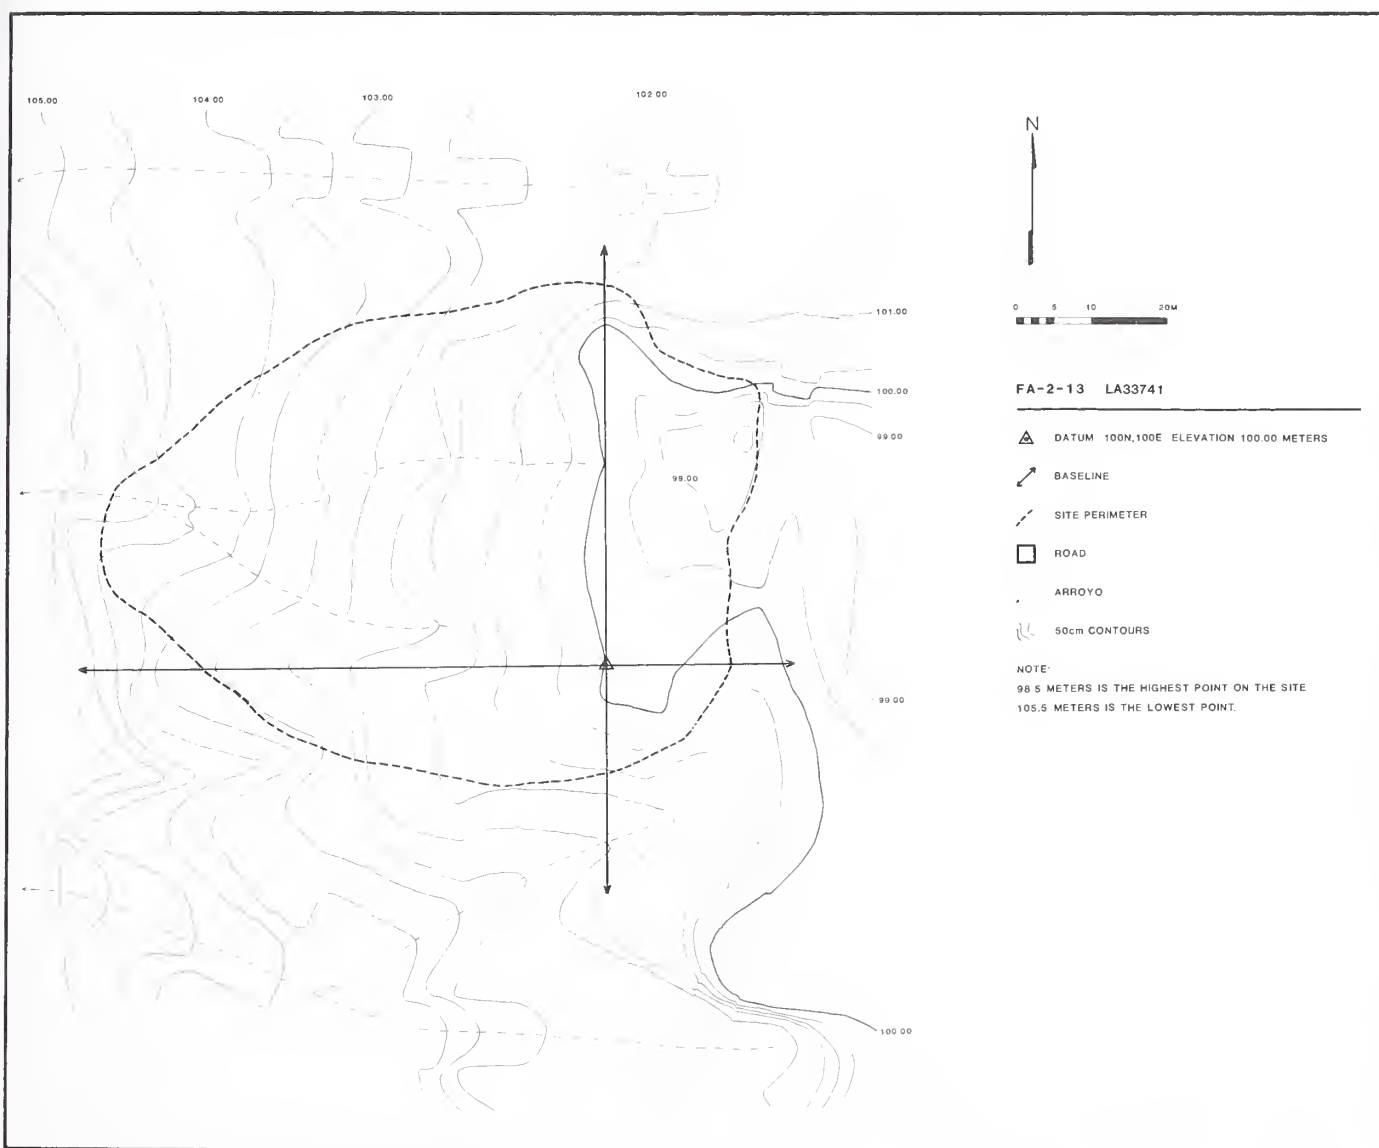 105.00 104 00 103.00 102 00
N
0 5 10 20M
101.00
100.00
99 00
99.00
99 00
100 00
FA-2-13 LA33741
DATUM 100N,100E ELEVATION 100.00 METERS
BASELINE
SITE PERIMETER
ROAD
ARROYO
50cm CONTOURS
NOTE:
98 5 METERS IS THE HIGHEST POINT ON THE SITE
105.5 METERS IS THE LOWEST POINT.